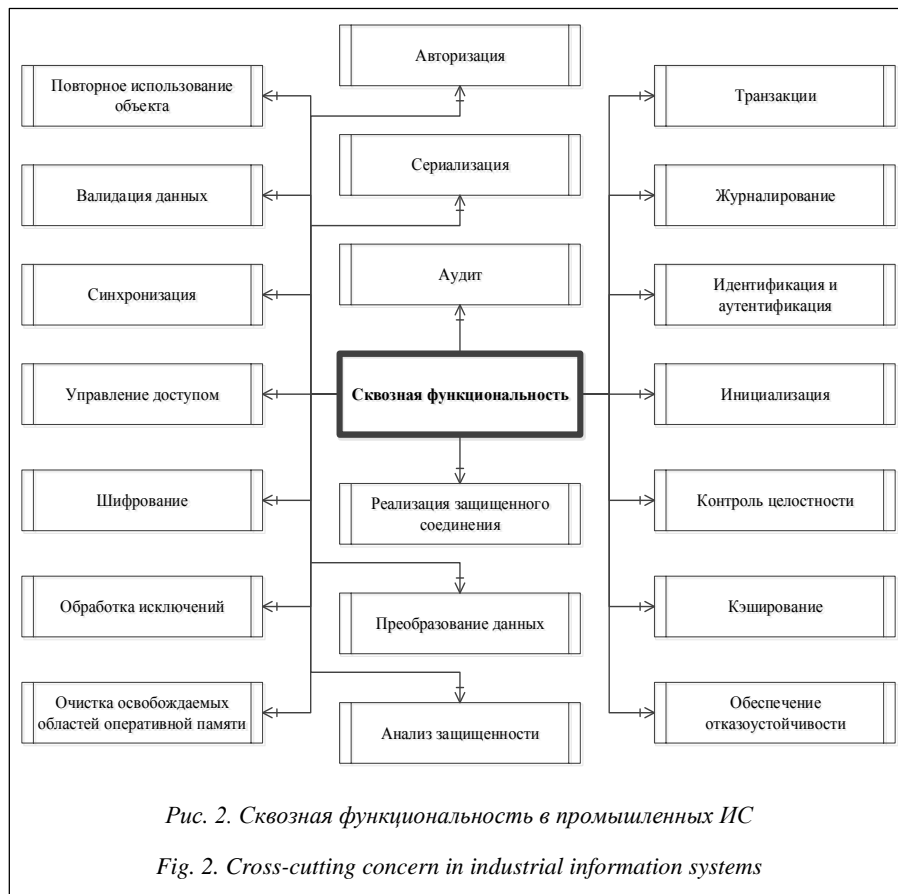 Авторизация
Повторное использование
объекта
Транзакции
Сериализация
Валидация данных
Журналирование
Аудит
Синхронизация
Идентификация и
аутентификация
Сквозная функциональность
Управление доступом
Инициализация
Шифрование
Реализация защищенного
соединения
Контроль целостности
Обработка исключений
Преобразование данных
Кэширование
Очистка освобождаемых
областей оперативной памяти
Анализ защищенности
Обеспечение
отказоустойчивости
Рис. 2. Сквозная функциональность в промышленных ИС
Fig. 2. Cross-cutting concern in industrial information systems